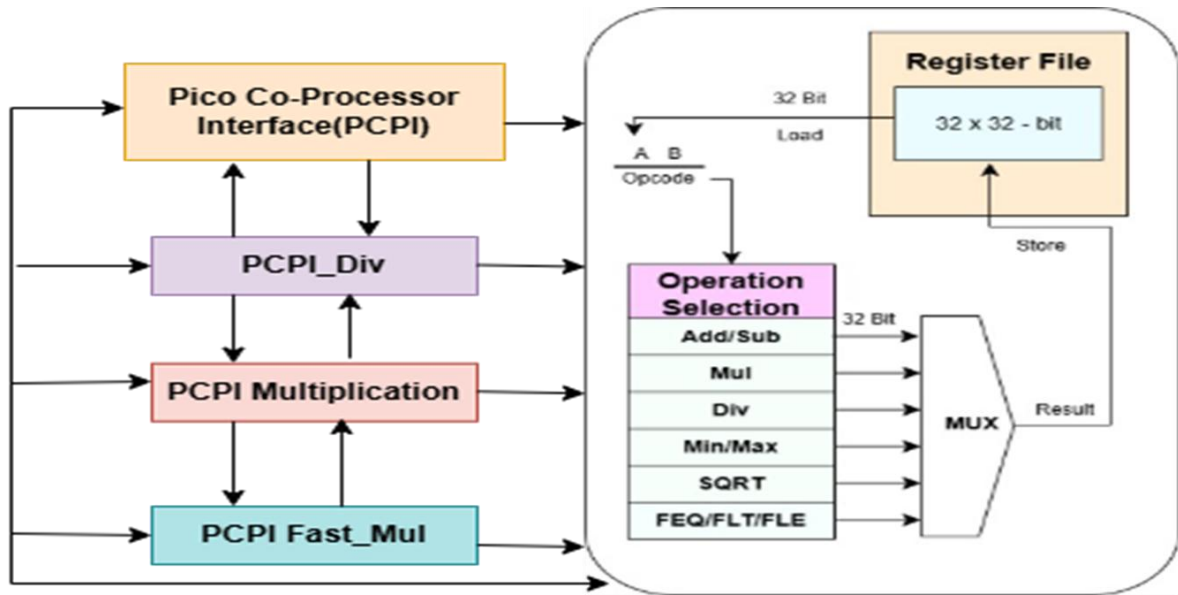 Pico Co-Processor
Interface(PCPI)
PCPI_Div
PCPI Multiplication
PCPI Fast_Mul
Register File
32 x 32 - bit
32 Bit
Load
A B
Opcode
Store
Operation
Selection
32 Bit
Add/Sub
Mul
Div
Min/Max
SQRT
FEQ/FLT/FLE
MUX
Result